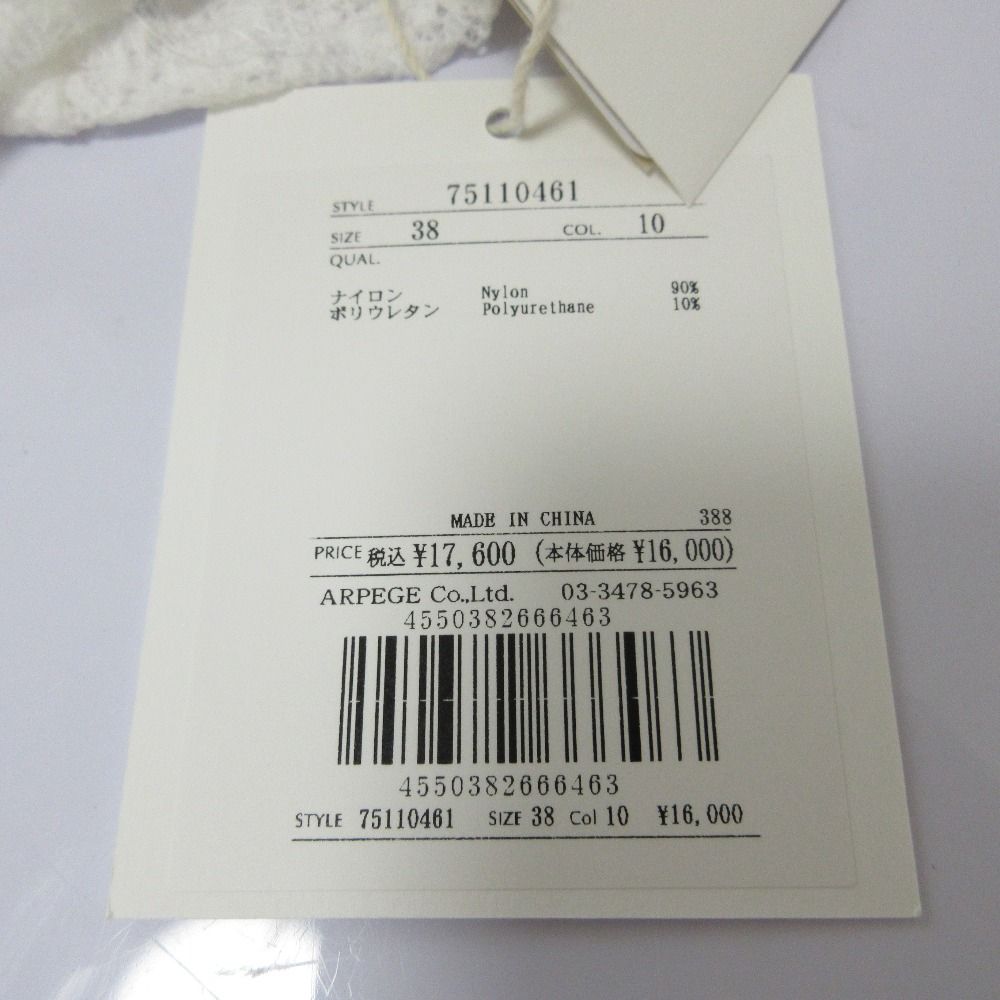 STYLE 75110461
SIZE 38 COL. 10
QUAL.
ナイロン Nylon 90%
ポリウレタン Polyurethane 10%
MADE IN CHINA 388
PRICE 税込 ¥17,600 (本体価格 ¥16,000)
ARPEGE Co.,Ltd. 03-3478-5963
4550382666463
4550382666463
STYLE 75110461 SIZE 38 Col 10 ¥16,000